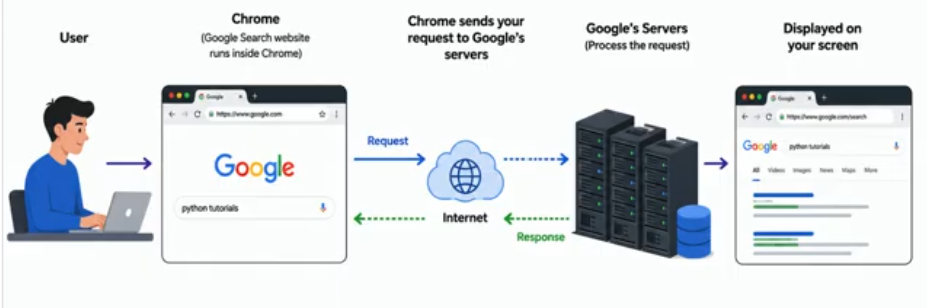 User
Chrome
(Google Search website
runs inside Chrome)
Chrome sends your
request to Google's
servers
Google's Servers
(Process the request)
Displayed on
your screen
Google
https://www.google.com
Google
python tutorials
Request
Internet
Response
Google
https://www.google.com/search
Google
python tutorials
All Videos Images News Maps More